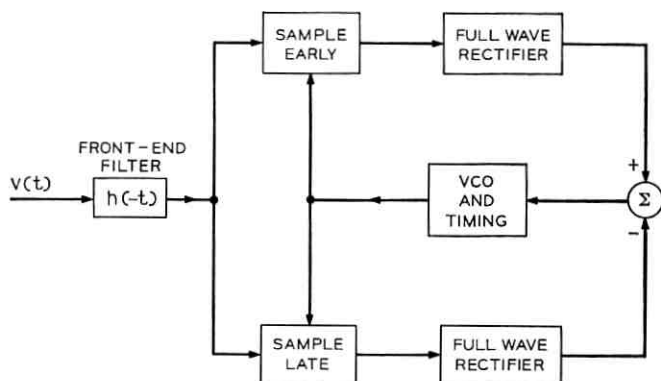 SAMPLE
EARLY
FULL WAVE
RECTIFIER
FRONT-END
FILTER
V(t)
h(-t)
VCO
AND
TIMING
+
Σ
−
SAMPLE
LATE
FULL WAVE
RECTIFIER